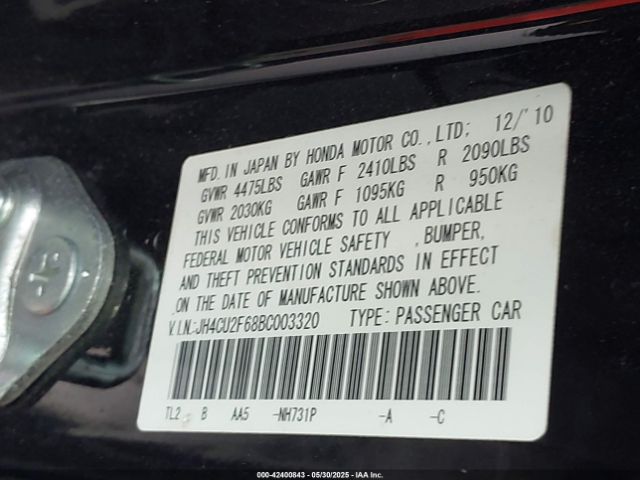 MFD. IN JAPAN BY HONDA MOTOR CO., LTD; 12/'10
GVWR 4475LBS GAWR F 2410LBS R 2090LBS
GVWR 2030KG GAWR F 1095KG R 950KG
THIS VEHICLE CONFORMS TO ALL APPLICABLE
FEDERAL MOTOR VEHICLE SAFETY , BUMPER,
AND THEFT PREVENTION STANDARDS IN EFFECT
ON THE DATE OF MANUFACTURE SHOWN ABOVE.
V.I.N.:JH4CU2F68BC003320 TYPE: PASSENGER CAR
TL2 B AA5 -NH731P -A -C
000-42400843 - 05/30/2025 - IAA Inc.